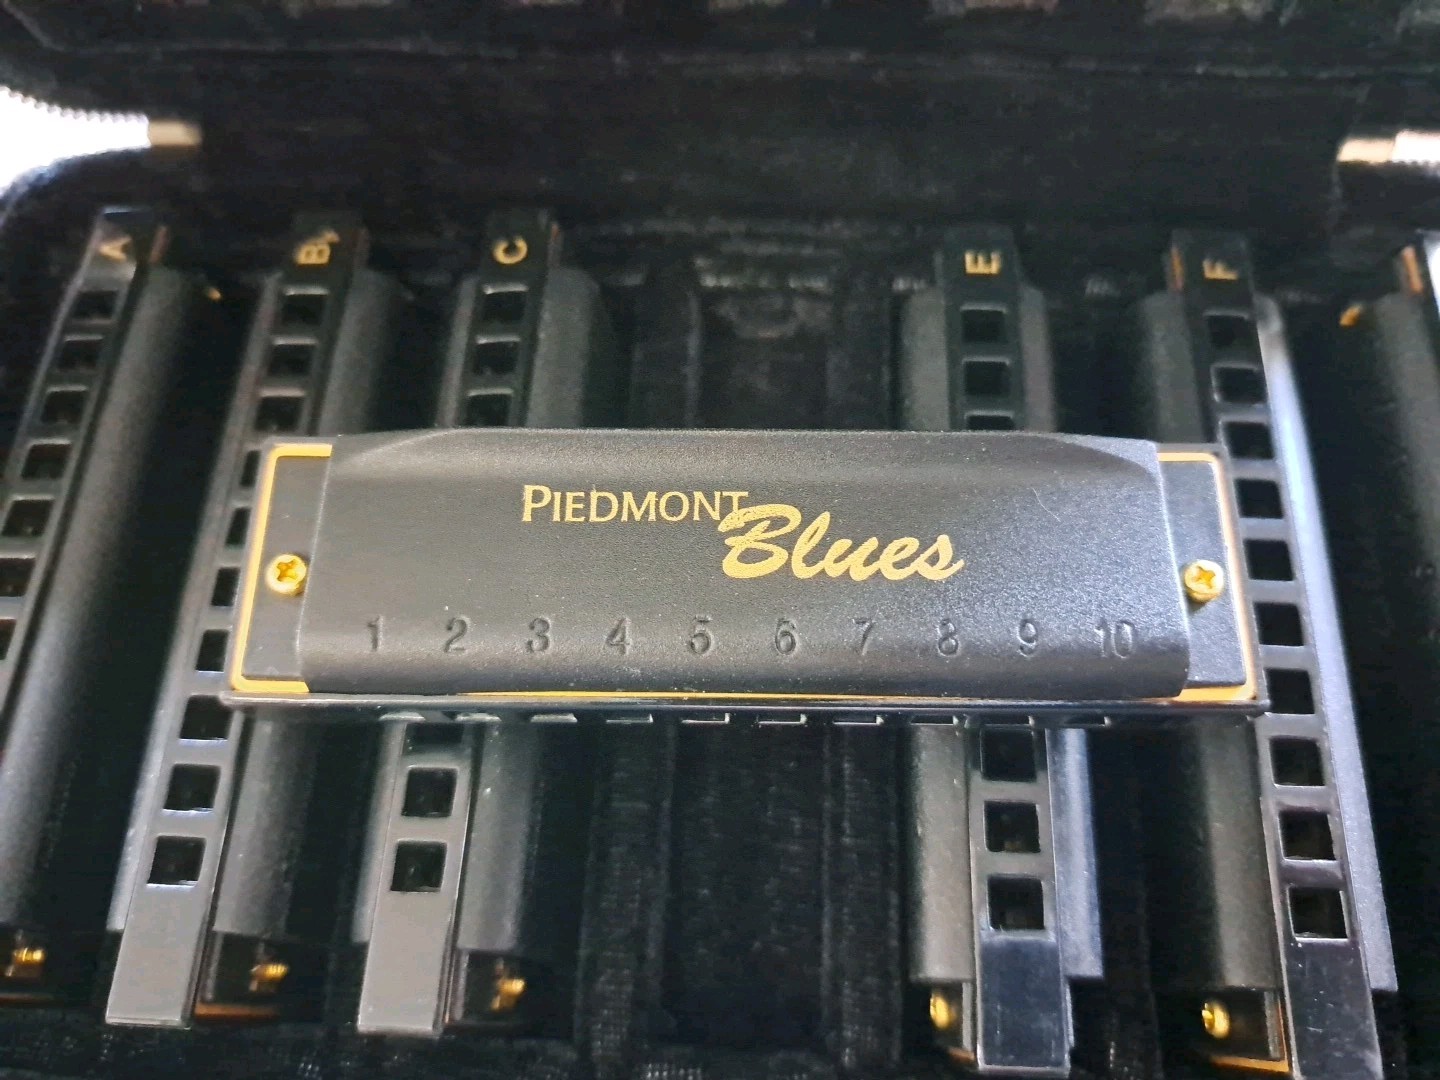 A B♭ C E F
PIEDMONT
Blues
1 2 3 4 5 6 7 8 9 10